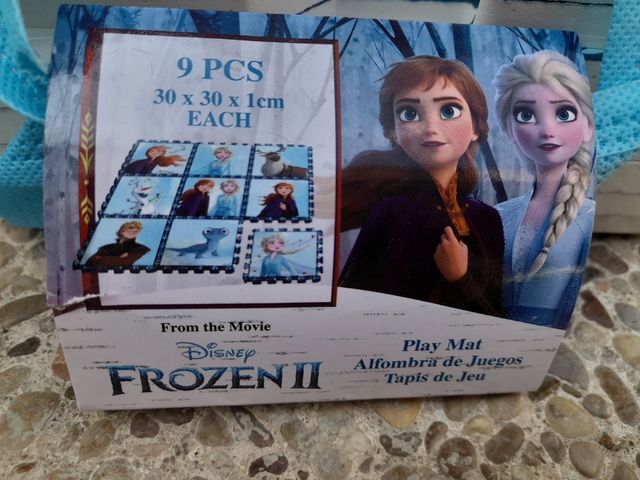 9 PCS
30 x 30 x 1cm
EACH
From the Movie
Disney
FROZEN II
Play Mat
Alfombra de Juegos
Tapis de Jeu